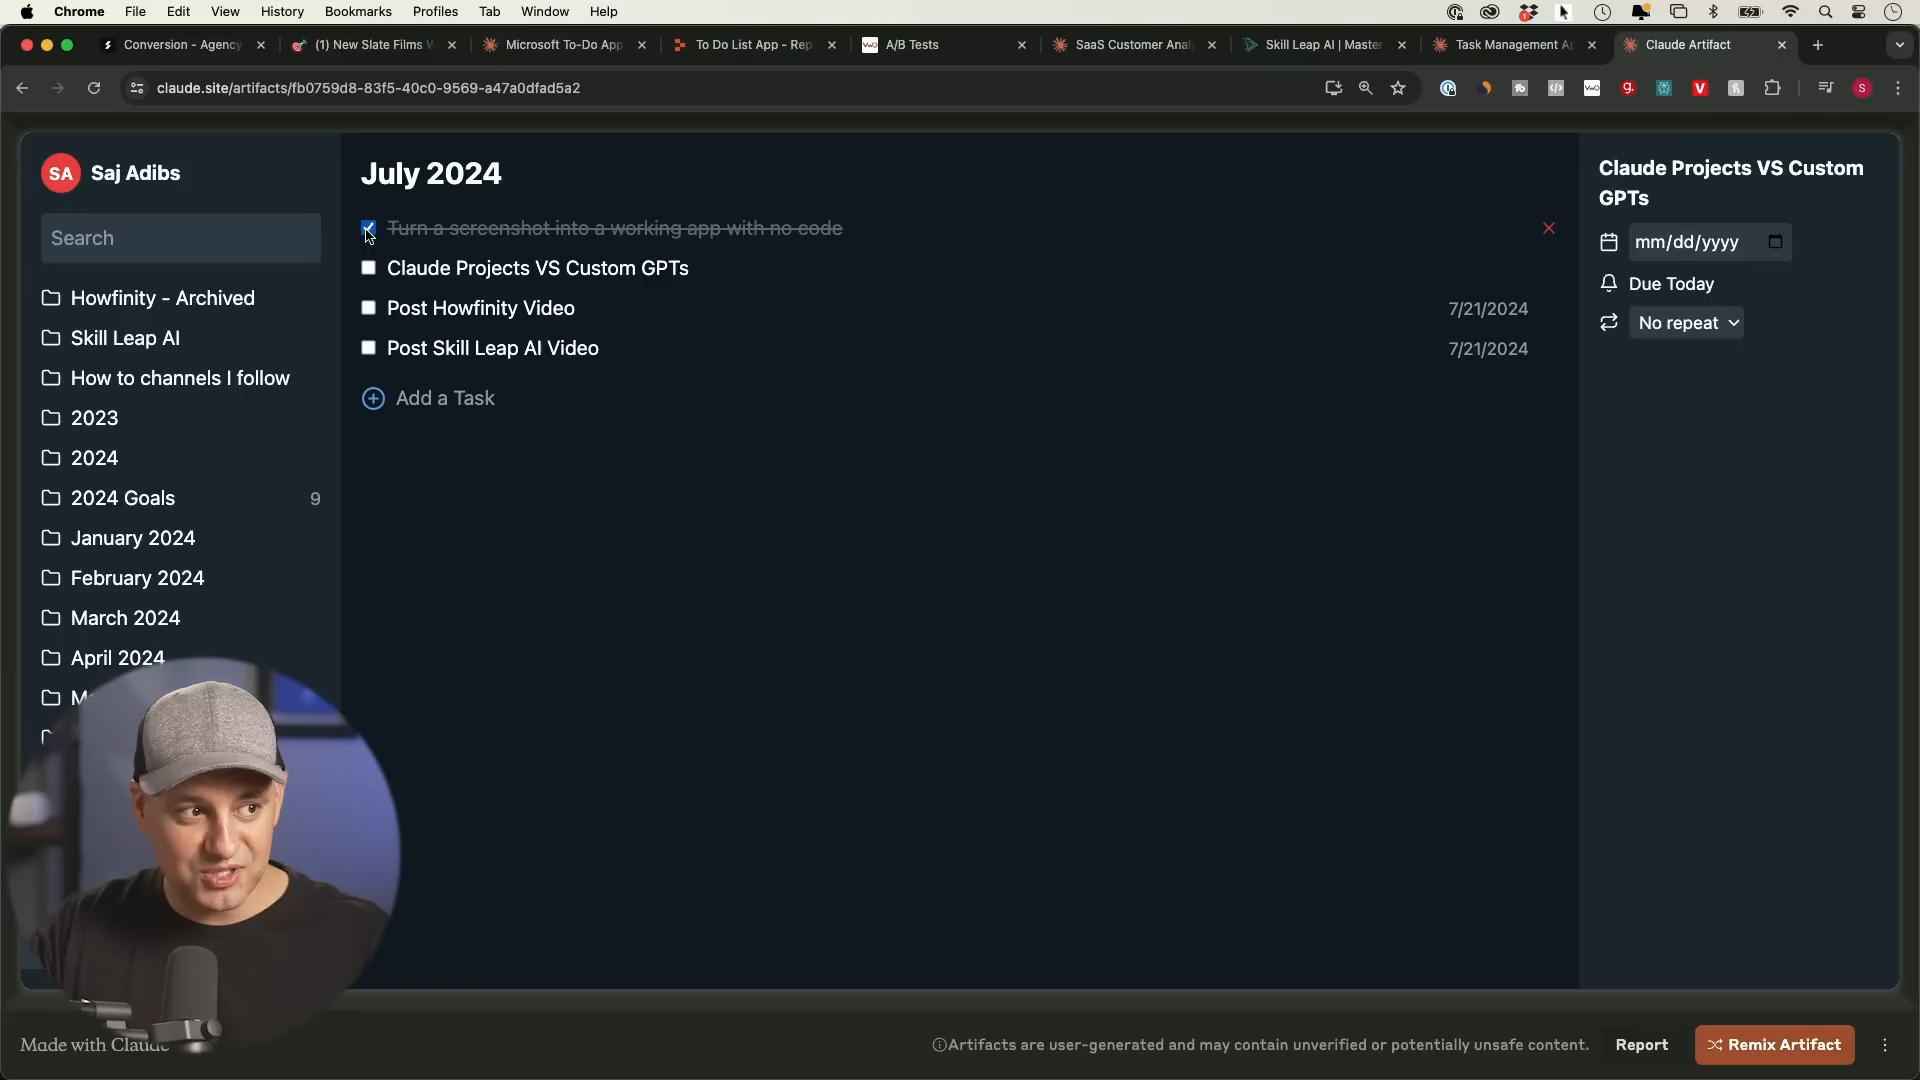 Chrome File Edit View History Bookmarks Profiles Tab Window Help
Conversion - Agency
(1) New Slate Films
Microsoft To-Do App
To Do List App - Rep
VWO A/B Tests
SaaS Customer Anal
Skill Leap AI | Master
Task Management Ap
Claude Artifact
claude.site/artifacts/fb0759d8-83f5-40c0-9569-a47a0dfad5a2
SA Saj Adibs
Search
Howfinity - Archived
Skill Leap AI
How to channels I follow
2023
2024
2024 Goals 9
January 2024
February 2024
March 2024
April 2024
July 2024
Turn a screenshot into a working app with no code
Claude Projects VS Custom GPTs
Post Howfinity Video 7/21/2024
Post Skill Leap AI Video 7/21/2024
Add a Task
Claude Projects VS Custom
GPTs
mm/dd/yyyy
Due Today
No repeat
Made with Claude
Artifacts are user-generated and may contain unverified or potentially unsafe content.
Report
Remix Artifact